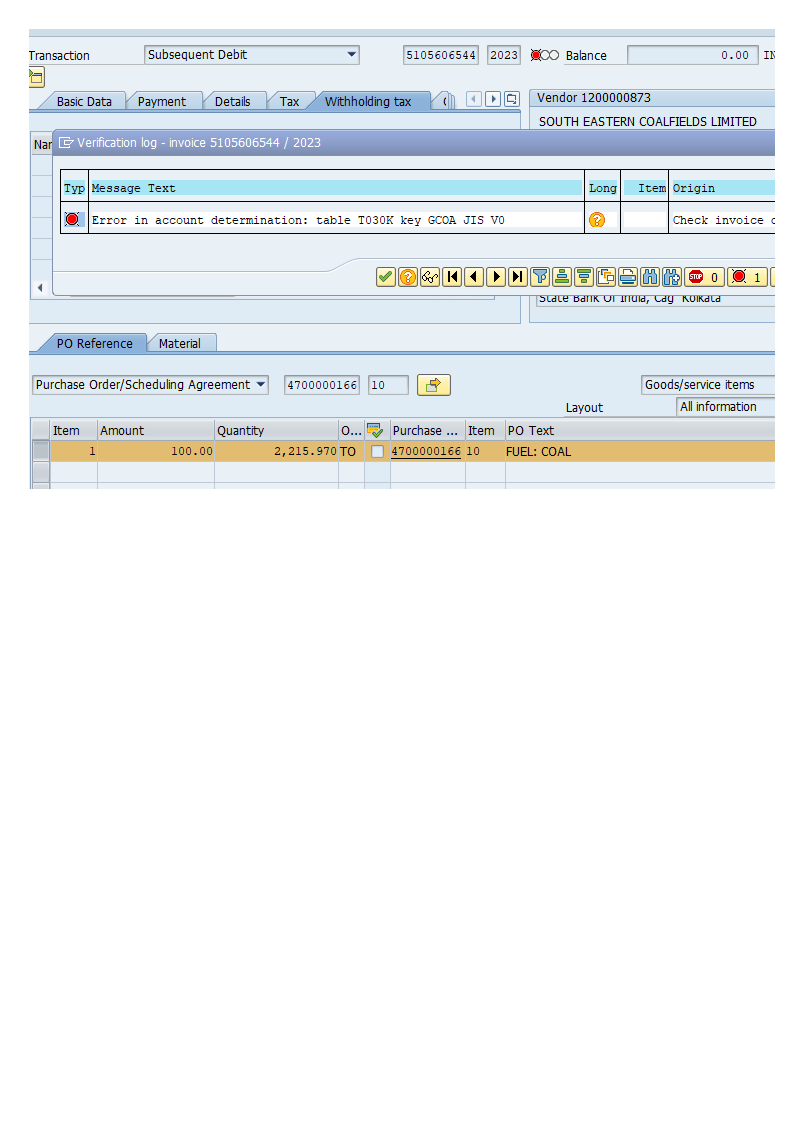 Transaction Subsequent Debit 5105606544 2023 Balance 0.00
Basic Data Payment Details Tax Withholding tax
Vendor 1200000873
SOUTH EASTERN COALFIELDS LIMITED
Verification log - invoice 5105606544 / 2023
Typ Message Text Long Item Origin
Error in account determination: table T030K key GCOA JIS V0 Check invoice
STOP 0 1
State Bank Of India, Cag Kolkata
PO Reference Material
Purchase Order/Scheduling Agreement 4700000166 10 Goods/service items
Layout All information
Item Amount Quantity O... Purchase ... Item PO Text
1 100.00 2,215.970 TO 4700000166 10 FUEL: COAL